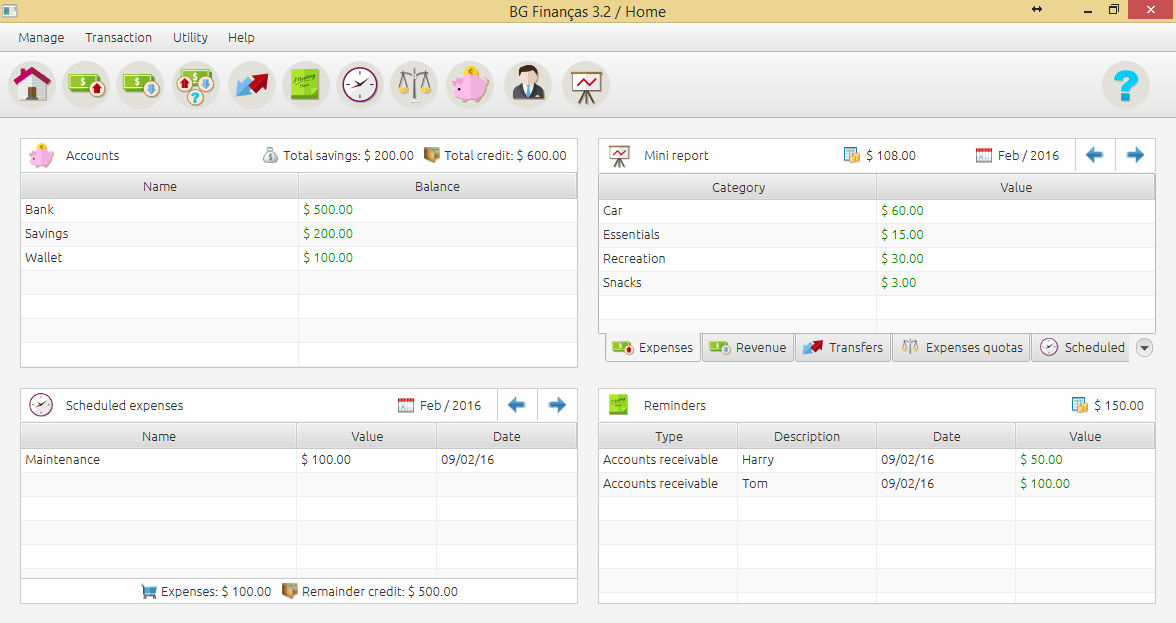 BG Finanças 3.2 / Home
Manage Transaction Utility Help
Accounts Total savings: $ 200.00 Total credit: $ 600.00
Name Balance
Bank $ 500.00
Savings $ 200.00
Wallet $ 100.00
Mini report $ 108.00 Feb / 2016
Category Value
Car $ 60.00
Essentials $ 15.00
Recreation $ 30.00
Snacks $ 3.00
Expenses Revenue Transfers Expenses quotas Scheduled
Scheduled expenses Feb / 2016
Name Value Date
Maintenance $ 100.00 09/02/16
Expenses: $ 100.00 Remainder credit: $ 500.00
Reminders $ 150.00
Type Description Date Value
Accounts receivable Harry 09/02/16 $ 50.00
Accounts receivable Tom 09/02/16 $ 100.00